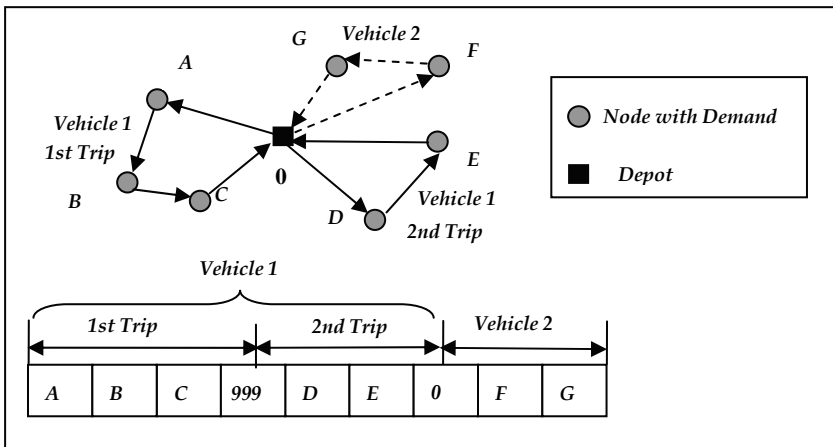 G
Vehicle 2
F
A
Vehicle 1
1st Trip
B
C
0
E
D
Vehicle 1
2nd Trip
Node with Demand
Depot
Vehicle 1
1st Trip
2nd Trip
Vehicle 2
A B C 999 D E 0 F G